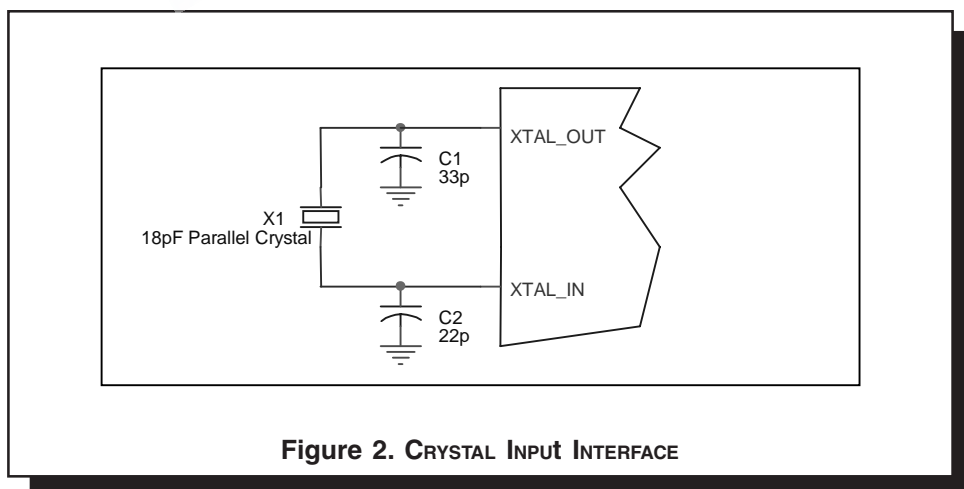 XTAL_OUT
C1
33p
X1
18pF Parallel Crystal
XTAL_IN
C2
22p
Figure 2. CRYSTAL INPUT INTERFACE